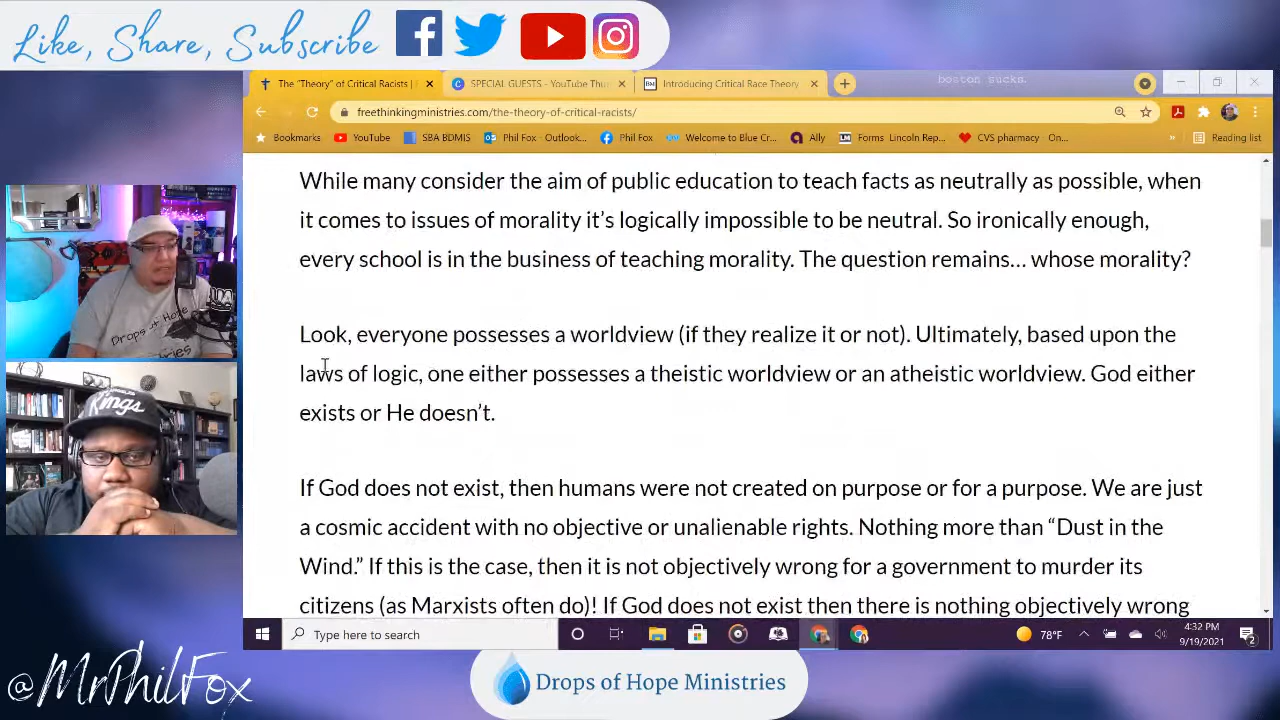 Like, Share, Subscribe
The "Theory" of Critical Racists |
SPECIAL GUESTS - YouTube Thu
Introducing Critical Race Theory
boston sucks.
freethinkingministries.com/the-theory-of-critical-racists/
Bookmarks YouTube SBA BDMIS Phil Fox - Outlook... Phil Fox Welcome to Blue Cr... Ally Forms Lincoln Rep... CVS pharmacy On... » Reading list
While many consider the aim of public education to teach facts as neutrally as possible, when
it comes to issues of morality it’s logically impossible to be neutral. So ironically enough,
every school is in the business of teaching morality. The question remains… whose morality?
Look, everyone possesses a worldview (if they realize it or not). Ultimately, based upon the
laws of logic, one either possesses a theistic worldview or an atheistic worldview. God either
exists or He doesn’t.
If God does not exist, then humans were not created on purpose or for a purpose. We are just
a cosmic accident with no objective or unalienable rights. Nothing more than “Dust in the
Wind.” If this is the case, then it is not objectively wrong for a government to murder its
citizens (as Marxists often do)! If God does not exist then there is nothing objectively wrong
Drops of Hope
Kings
Type here to search
78°F
4:32 PM
9/19/2021
2
@MrPhilFox
Drops of Hope Ministries